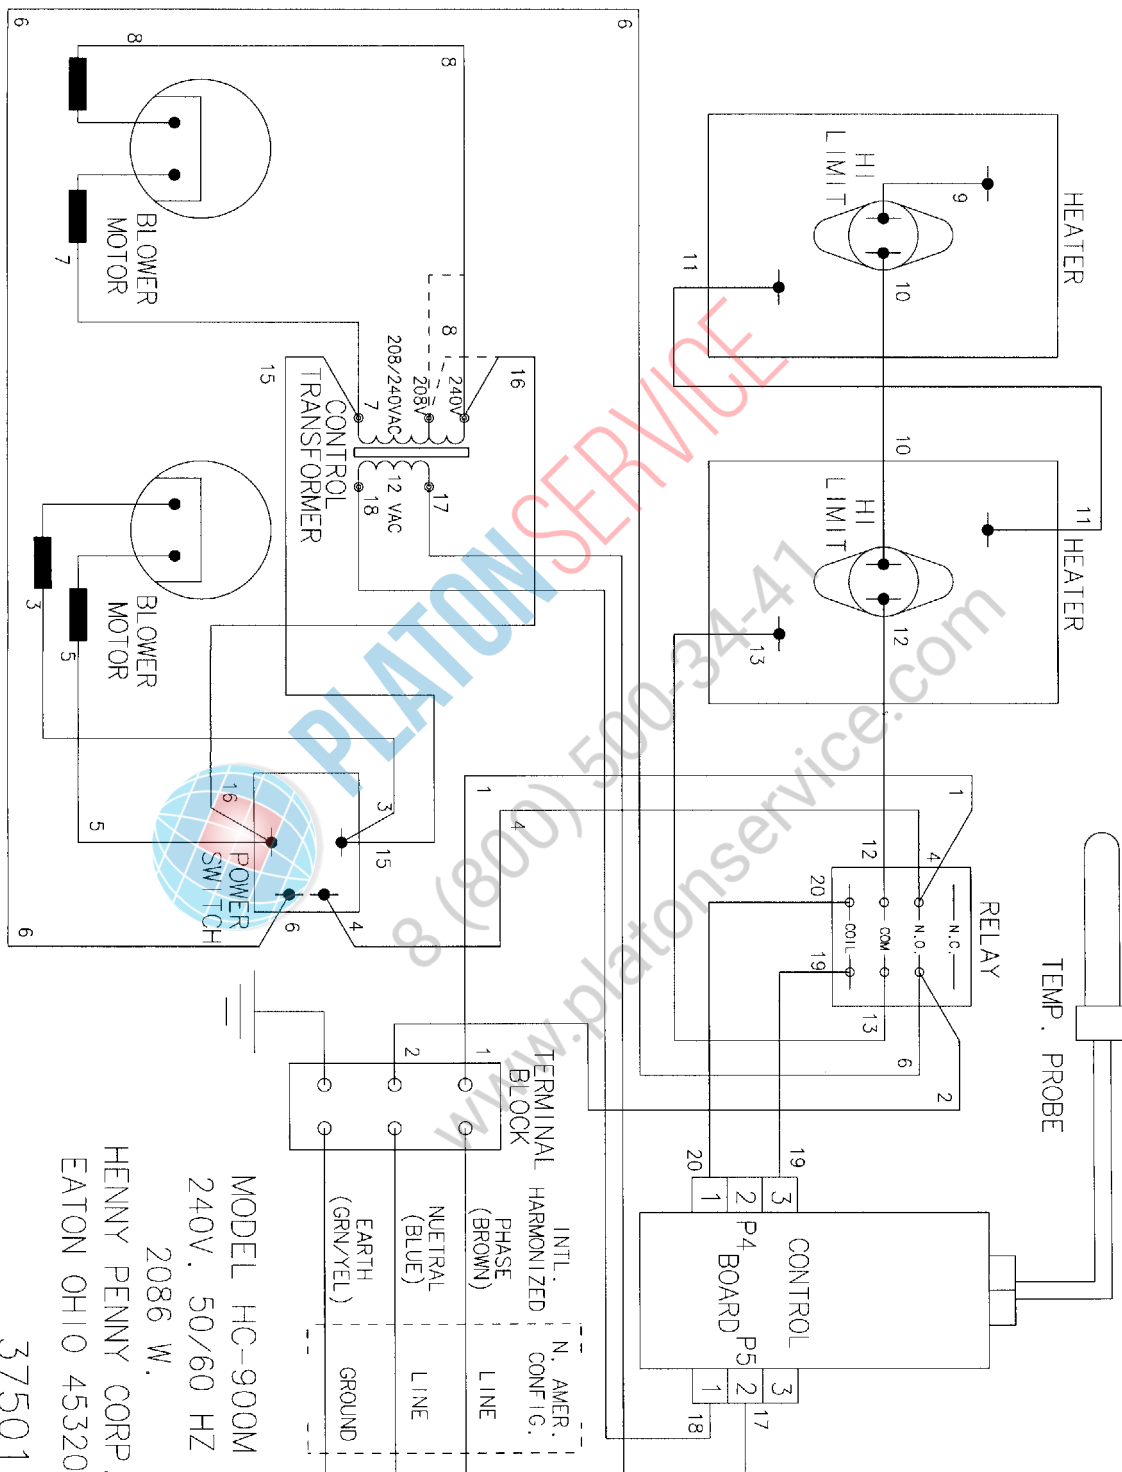 HEATER
HI
LIMIT
9
10
11
10
11
HEATER
HI
LIMIT
12
13
6
6
8
8
8
BLOWER
MOTOR
7
16
240V
208V
208/240VAC
7
12 VAC
17
18
CONTROL
TRANSFORMER
15
BLOWER
MOTOR
3
5
5
3
15
16
POWER
SWITCH
4
6
6
1
4
1
4
12
20
RELAY
N.C.
N.O.
COM
COIL
19
13
6
2
TEMP. PROBE
19
20
3
2
1
P4
CONTROL
BOARD
P5
3
2
1
17
18
TERMINAL
BLOCK
1
2
INTL.
HARMONIZED
PHASE
(BROWN)
NUETRAL
(BLUE)
EARTH
(GRN/YEL)
N. AMER.
CONFIG.
LINE
LINE
GROUND
MODEL HC-900M
240V. 50/60 HZ
2086 W.
HENNY PENNY CORP.
EATON OHIO 45320
37501
PLATONSERVICE
8 (800) 500-34-41
www.platonservice.com